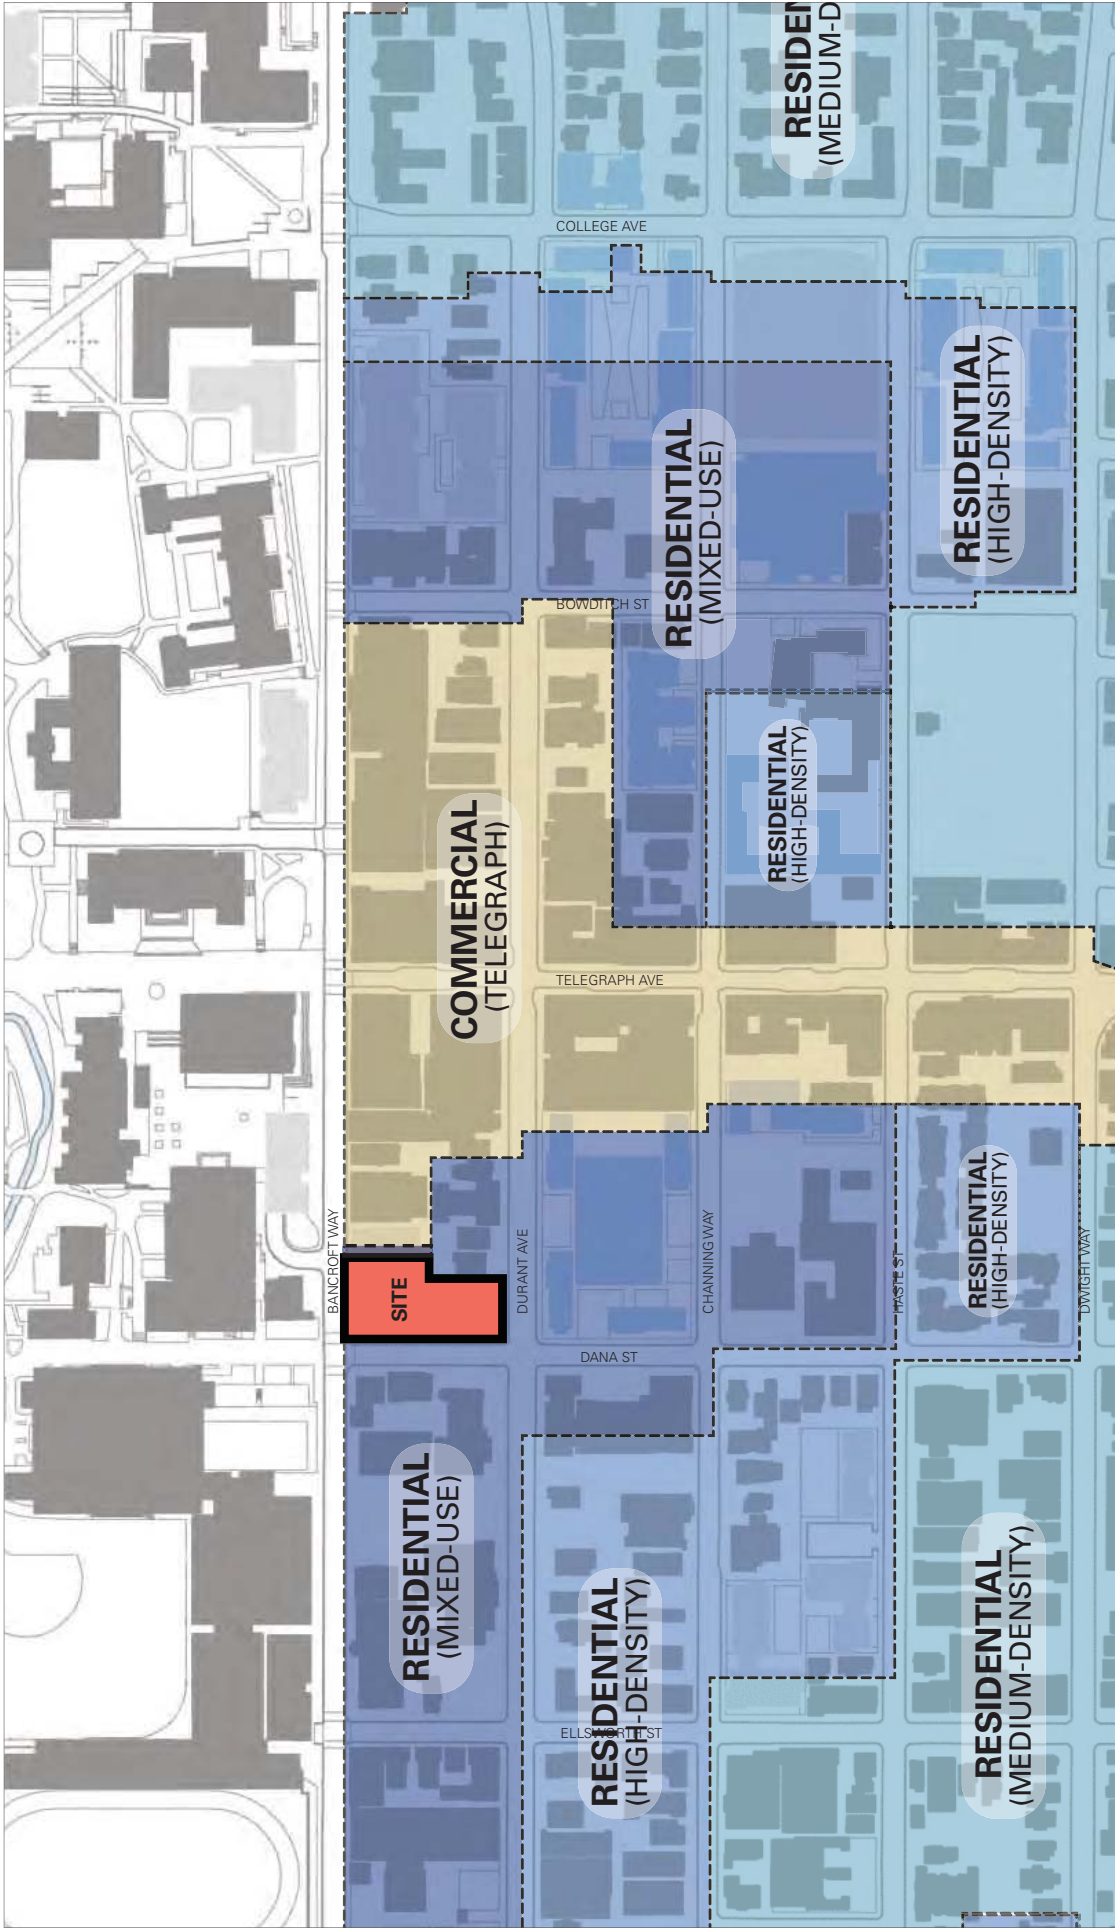 RESIDEN
(MEDIUM-D
COLLEGE AVE
RESIDENTIAL
(HIGH-DENSITY)
RESIDENTIAL
(MIXED-USE)
BOWDITCH ST
RESIDENTIAL
(HIGH-DENSITY)
COMMERCIAL
(TELEGRAPH)
TELEGRAPH AVE
BANCROFT WAY
DURANT AVE
CHANNING WAY
HASTE ST
DWIGHT WAY
RESIDENTIAL
(HIGH-DENSITY)
SITE
DANA ST
RESIDENTIAL
(MIXED-USE)
RESIDENTIAL
(HIGH-DENSITY)
ELLSWORTH ST
RESIDENTIAL
(MEDIUM-DENSITY)